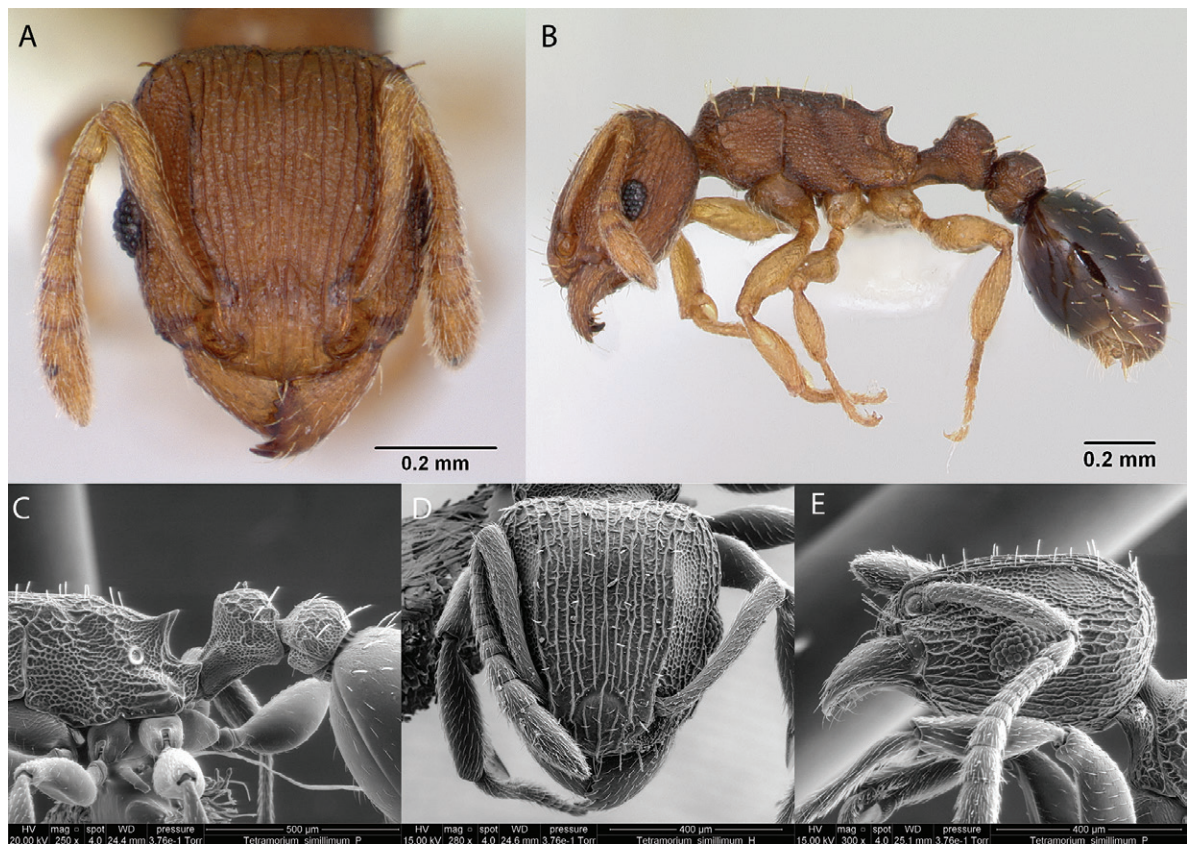 A
B
0.2 mm
0.2 mm
C
D
E
HV mag □ spot WD pressure 500 µm
20.00 kV 250 x 4.0 24.4 mm 3.76e-1 Torr Tetramorium simillimum P
HV mag □ spot WD pressure 400 µm
15.00 kV 280 x 4.0 24.6 mm 3.76e-1 Torr Tetramorium simillimum H
HV mag □ spot WD pressure 400 µm
15.00 kV 300 x 4.0 25.1 mm 3.76e-1 Torr Tetramorium simillimum P